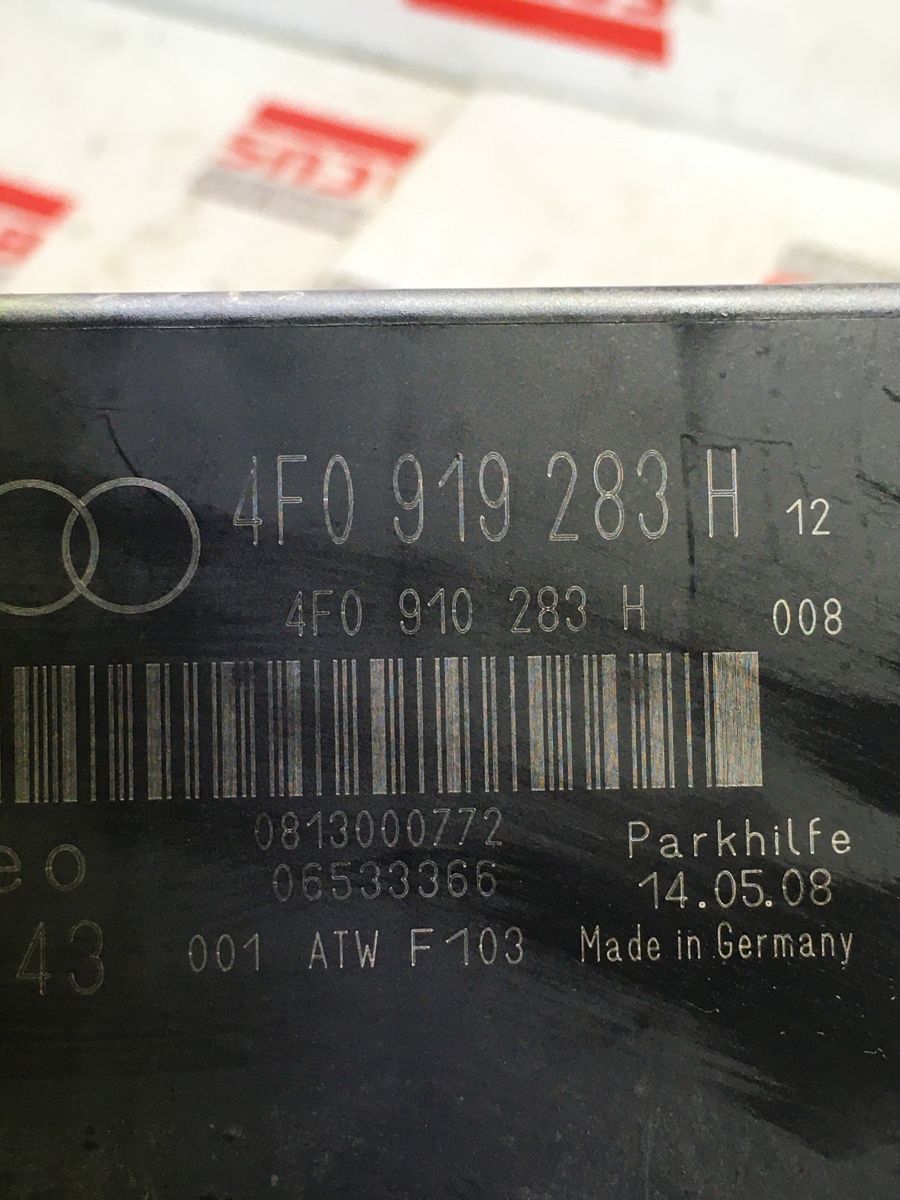 4F0 919 283 H 12
4F0 910 283 H 008
0813000772
eo 06533366 Parkhilfe
14.05.08
43 001 ATW F103 Made in Germany